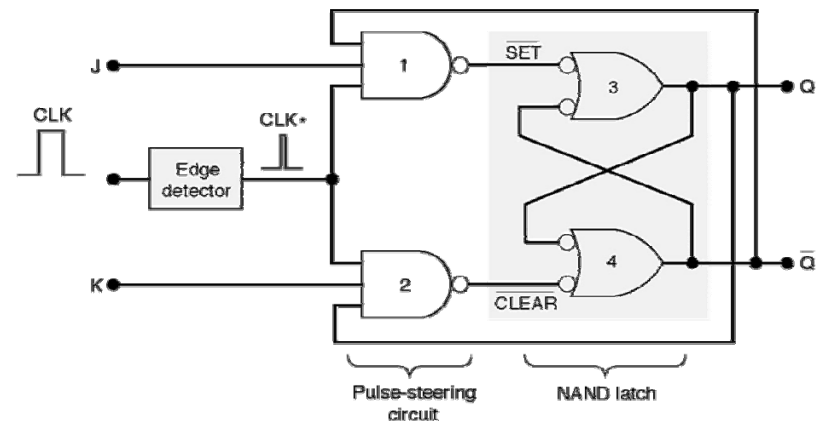 1
SET
3
J
Q
CLK
CLK*
Edge
detector
K
2
CLEAR
4
Q
Pulse-steering
circuit
NAND latch